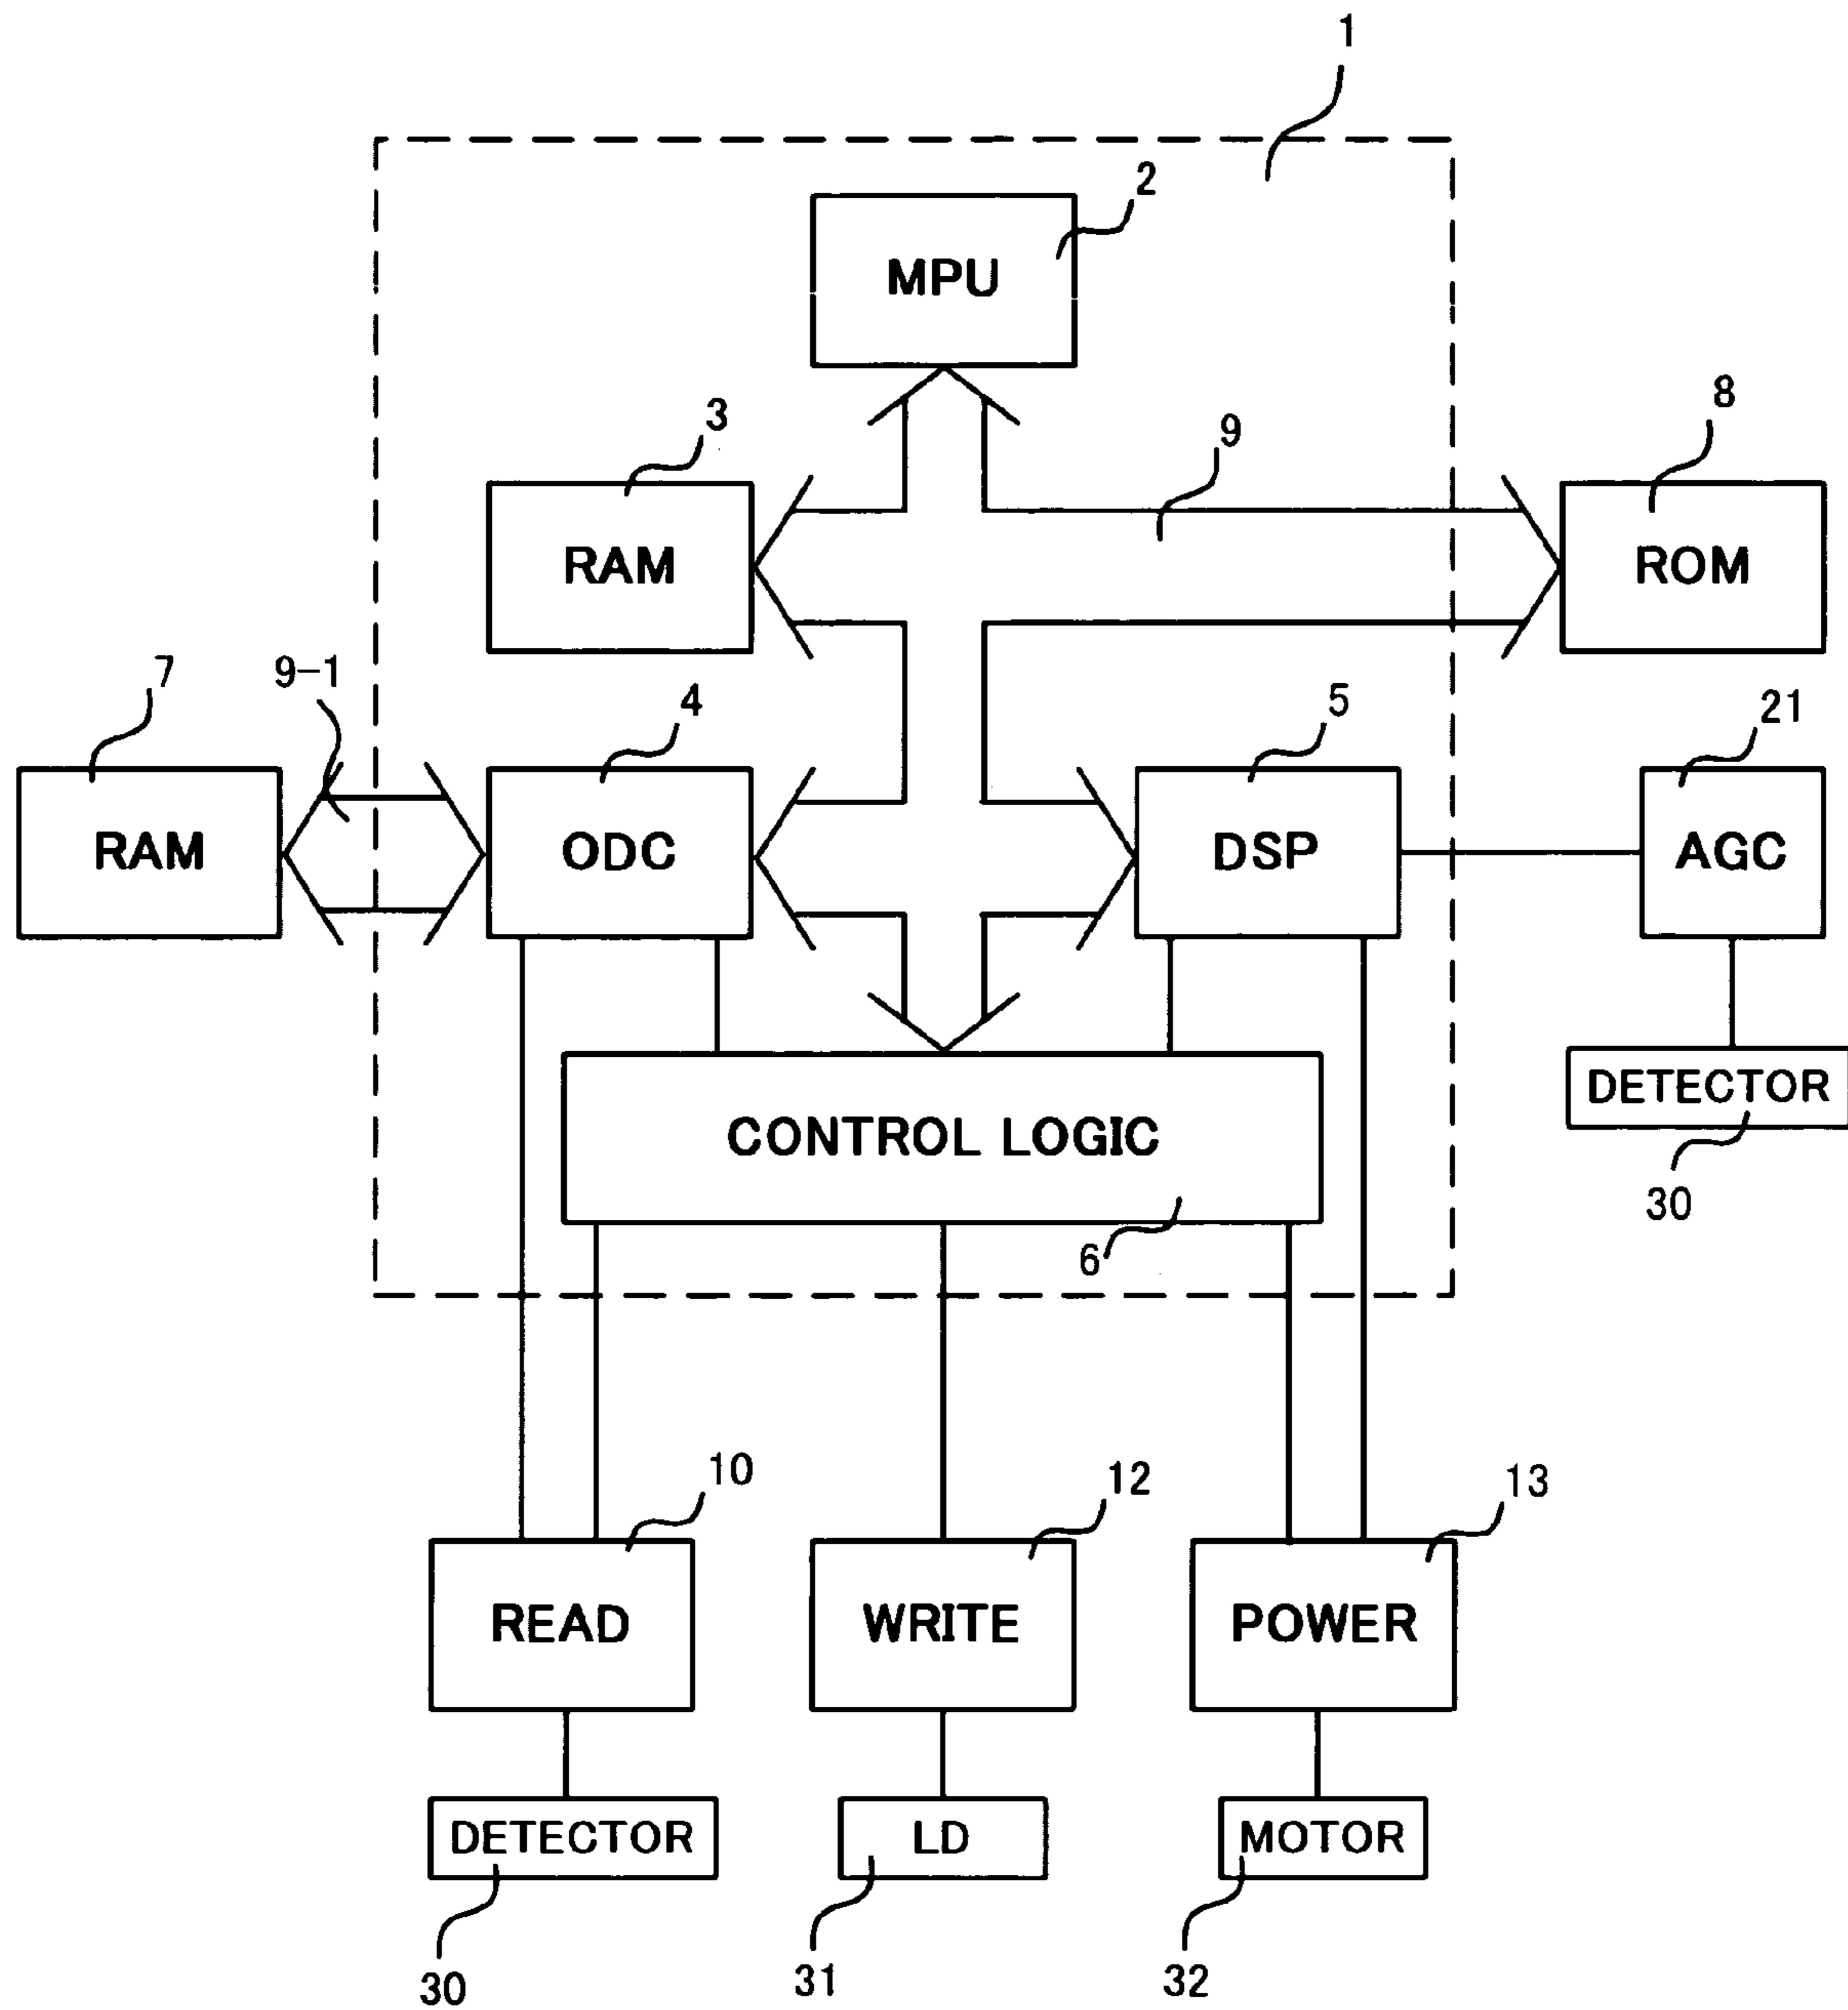 1
2
MPU
3
9
8
RAM
ROM
7
9-1
4
5
21
RAM
ODC
DSP
AGC
CONTROL LOGIC
DETECTOR
30
6
10
12
13
READ
WRITE
POWER
DETECTOR
LD
MOTOR
30
31
32